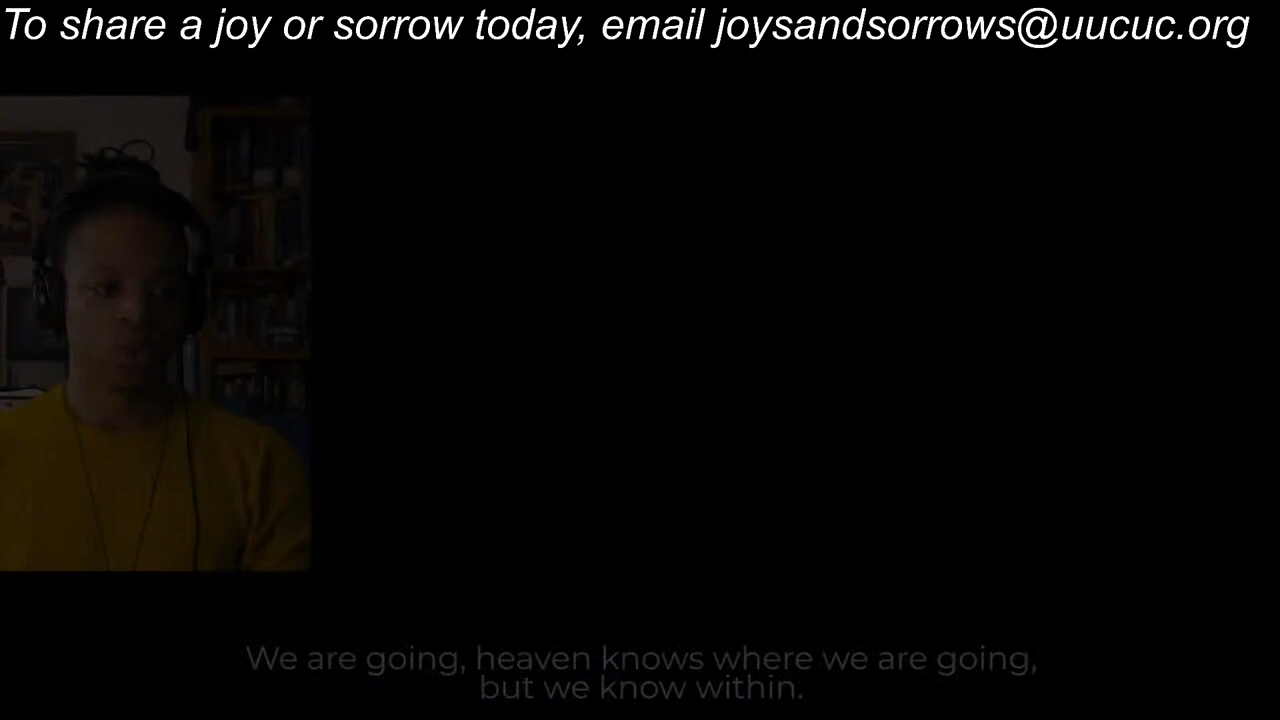 To share a joy or sorrow today, email joysandsorrows@uucuc.org
We are going, heaven knows where we are going,
but we know within.